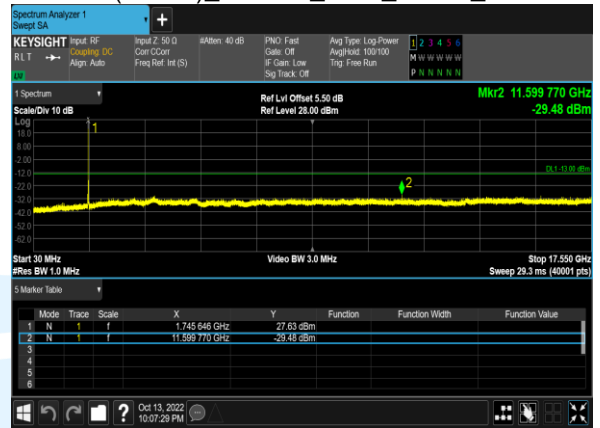 Spectrum Analyzer 1
Swept SA
+
KEYSIGHT Input: RF Input Z: 50 Ω #Atten: 40 dB PNO: Fast Avg Type: Log-Power 1 2 3 4 5 6
RLT Coupling: DC Corr CCorr Gate: Off Avg|Hold: 100/100 M W W W W W
Align: Auto Freq Ref: Int (S) IF Gain: Low Trig: Free Run
Sig Track: Off P N N N N N
1 Spectrum Ref Lvl Offset 5.50 dB Mkr2 11.599 770 GHz
Scale/Div 10 dB Ref Level 28.00 dBm -29.48 dBm
Log 1
18.0
8.00
-2.00
-12.0 DL1 -13.00 dBm
-22.0 2
-32.0
-42.0
-52.0
-62.0
Start 30 MHz Video BW 3.0 MHz Stop 17.550 GHz
#Res BW 1.0 MHz Sweep 29.3 ms (40001 pts)
5 Marker Table
Mode Trace Scale X Y Function Function Width Function Value
1 N 1 f 1.745 646 GHz 27.63 dBm
2 N 1 f 11.599 770 GHz -29.48 dBm
3
4
5
6
? Oct 13, 2022
10:07:29 PM